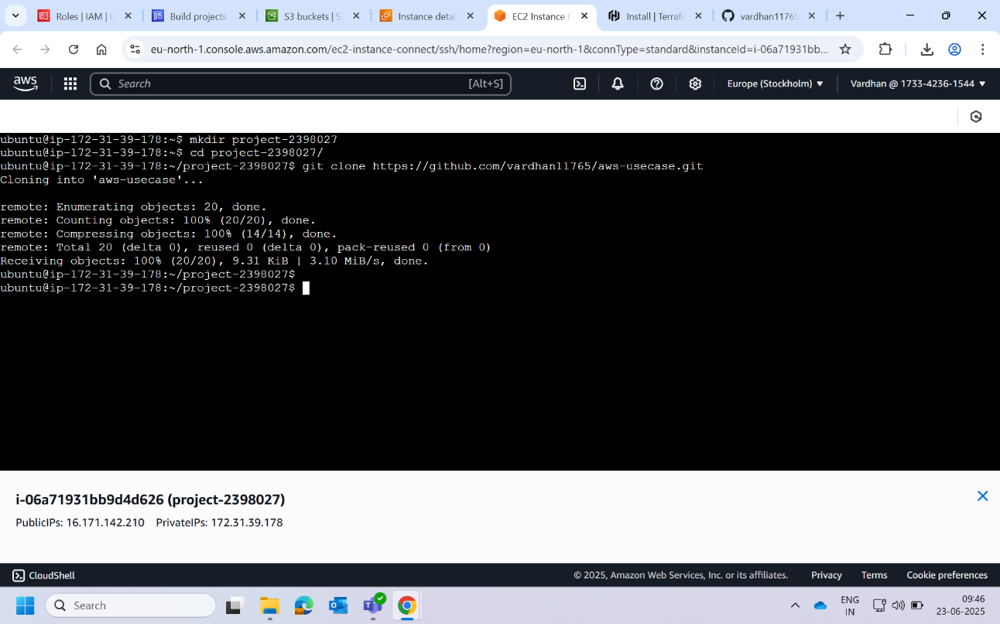 Roles | IAM | G
Build projects
S3 buckets | S
Instance detai
EC2 Instance C
Install | Terrafo
vardhan11765
eu-north-1.console.aws.amazon.com/ec2-instance-connect/ssh/home?region=eu-north-1&connType=standard&instanceId=i-06a71931bb...
aws
Search
[Alt+S]
Europe (Stockholm)
Vardhan @ 1733-4236-1544
ubuntu@ip-172-31-39-178:~$ mkdir project-2398027
ubuntu@ip-172-31-39-178:~$ cd project-2398027/
ubuntu@ip-172-31-39-178:~/project-2398027$ git clone https://github.com/vardhan11765/aws-usecase.git
Cloning into 'aws-usecase'...
remote: Enumerating objects: 20, done.
remote: Counting objects: 100% (20/20), done.
remote: Compressing objects: 100% (14/14), done.
remote: Total 20 (delta 0), reused 0 (delta 0), pack-reused 0 (from 0)
Receiving objects: 100% (20/20), 9.31 KiB | 3.10 MiB/s, done.
ubuntu@ip-172-31-39-178:~/project-2398027$
ubuntu@ip-172-31-39-178:~/project-2398027$
i-06a71931bb9d4d626 (project-2398027)
PublicIPs: 16.171.142.210 PrivateIPs: 172.31.39.178
CloudShell
© 2025, Amazon Web Services, Inc. or its affiliates.
Privacy
Terms
Cookie preferences
Search
ENG
IN
09:46
23-06-2025